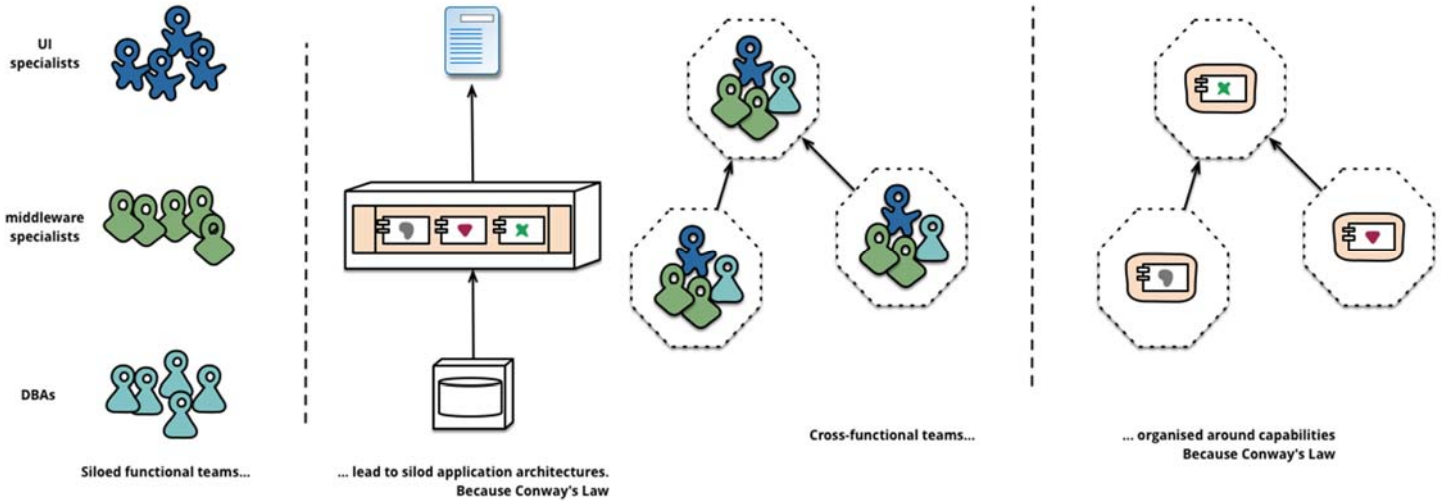 UI
specialists
middleware
specialists
DBAs
Siloed functional teams...
... lead to silod application architectures.
Because Conway's Law
Cross-functional teams...
... organised around capabilities
Because Conway's Law